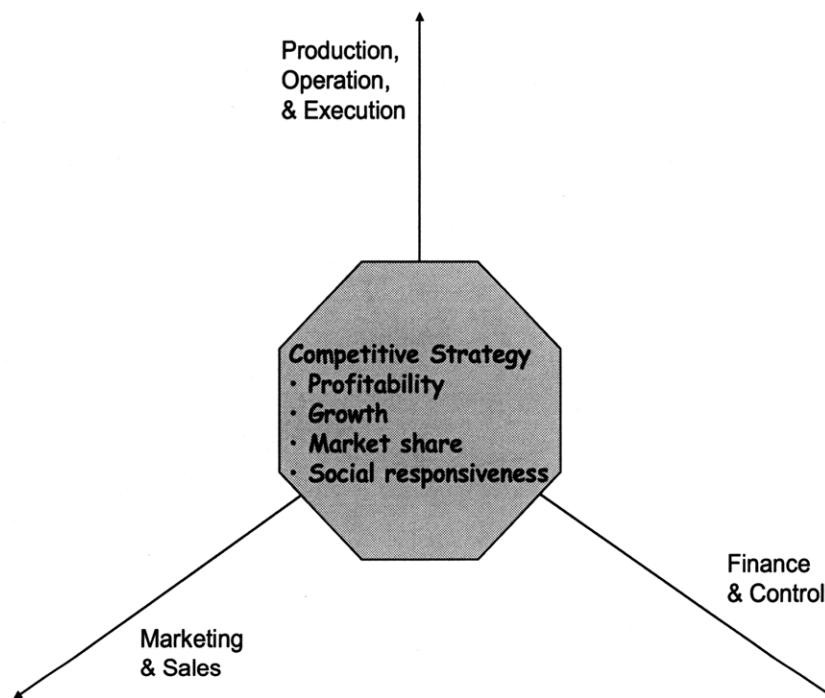 Production,
Operation,
& Execution
Competitive Strategy
· Profitability
· Growth
· Market share
· Social responsiveness
Finance
& Control
Marketing
& Sales